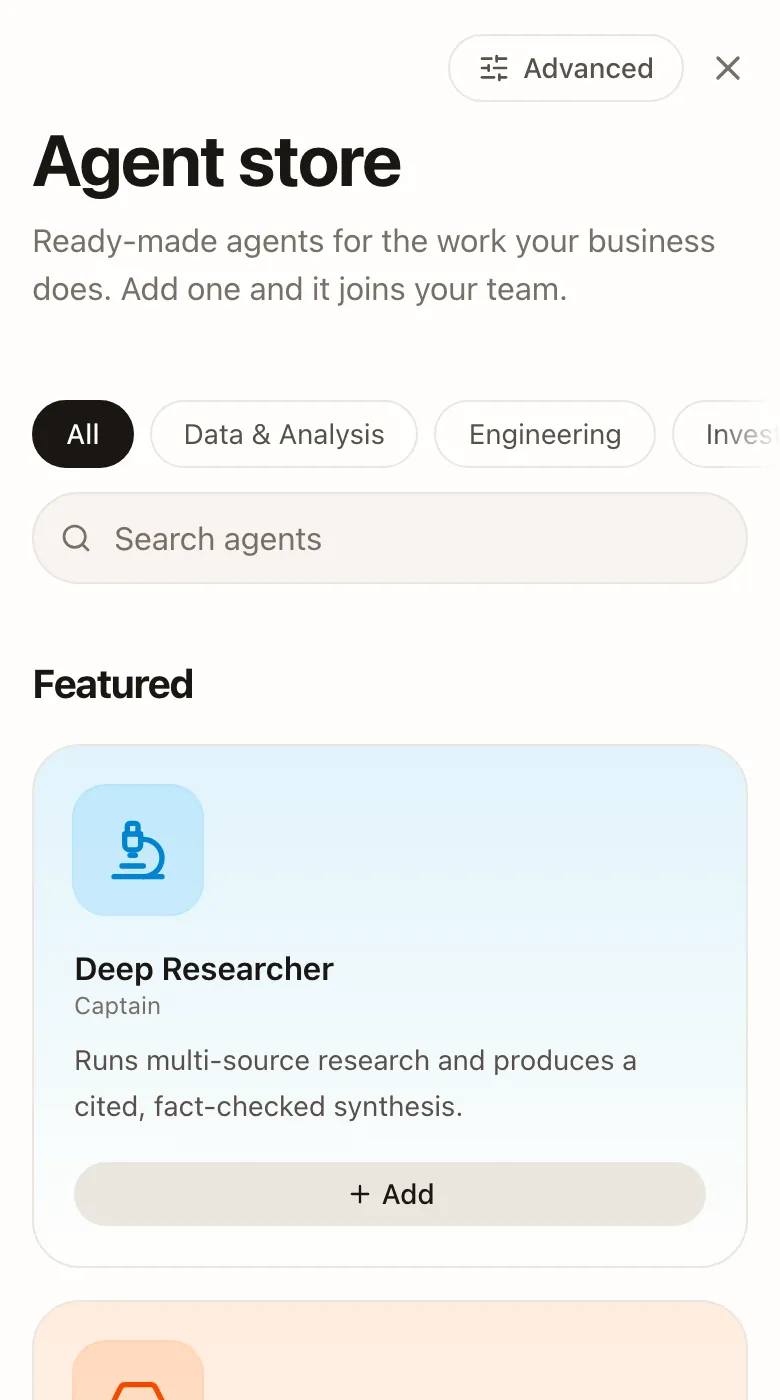 Advanced
Agent store
Ready-made agents for the work your business
does. Add one and it joins your team.
All
Data & Analysis
Engineering
Search agents
Featured
Deep Researcher
Captain
Runs multi-source research and produces a
cited, fact-checked synthesis.
+ Add